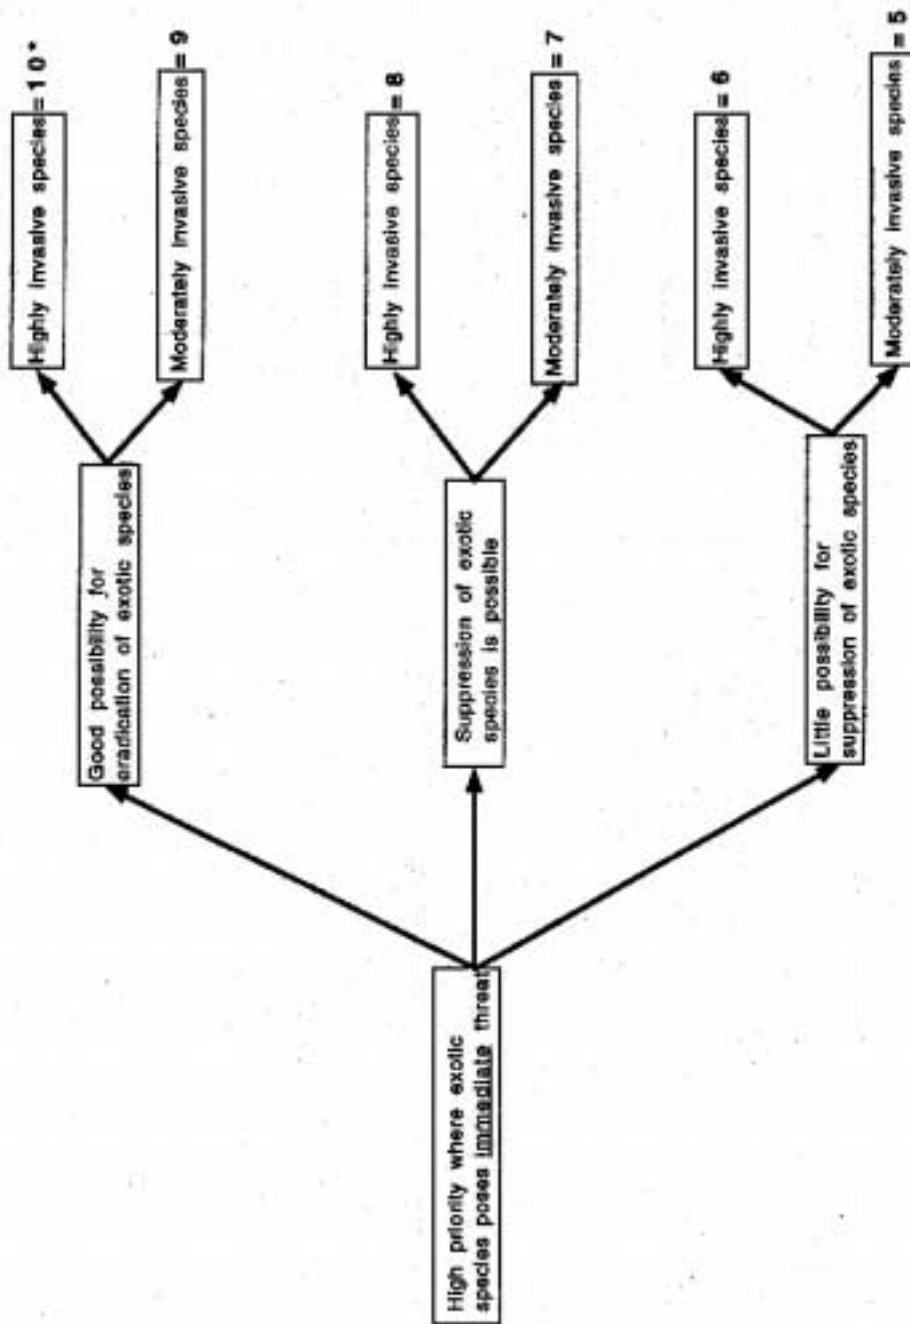 High priority where exotic
species poses immediate threat
Good possibility for
eradication of exotic species
Highly invasive species = 10*
Moderately invasive species = 9
Suppression of exotic
species is possible
Highly invasive species = 8
Moderately invasive species = 7
Little possibility for
suppression of exotic species
Highly invasive species = 6
Moderately invasive species = 5